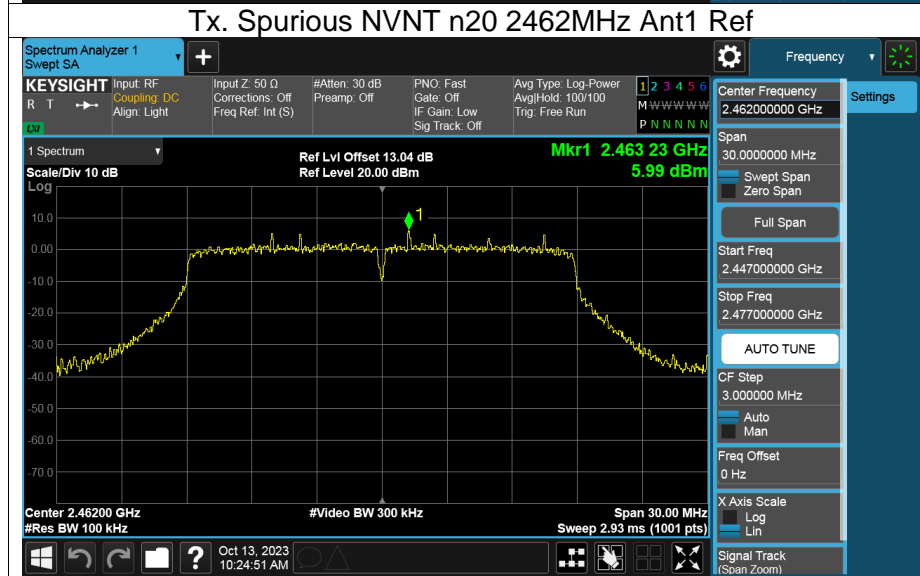 Tx. Spurious NVNT n20 2462MHz Ant1 Ref
Spectrum Analyzer 1
Swept SA
+
Frequency
KEYSIGHT
R T
LXI
Input: RF
Coupling: DC
Align: Light
Input Z: 50 Ω
Corrections: Off
Freq Ref: Int (S)
#Atten: 30 dB
Preamp: Off
PNO: Fast
Gate: Off
IF Gain: Low
Sig Track: Off
Avg Type: Log-Power
Avg|Hold: 100/100
Trig: Free Run
1 2 3 4 5 6
M W W W W W
P N N N N N
1 Spectrum
Scale/Div 10 dB
Log
Ref Lvl Offset 13.04 dB
Ref Level 20.00 dBm
Mkr1 2.463 23 GHz
5.99 dBm
1
10.0
0.00
-10.0
-20.0
-30.0
-40.0
-50.0
-60.0
-70.0
Center 2.46200 GHz
#Res BW 100 kHz
#Video BW 300 kHz
Span 30.00 MHz
Sweep 2.93 ms (1001 pts)
?
Oct 13, 2023
10:24:51 AM
Center Frequency
2.462000000 GHz
Settings
Span
30.0000000 MHz
Swept Span
Zero Span
Full Span
Start Freq
2.447000000 GHz
Stop Freq
2.477000000 GHz
AUTO TUNE
CF Step
3.000000 MHz
Auto
Man
Freq Offset
0 Hz
X Axis Scale
Log
Lin
Signal Track
(Span Zoom)